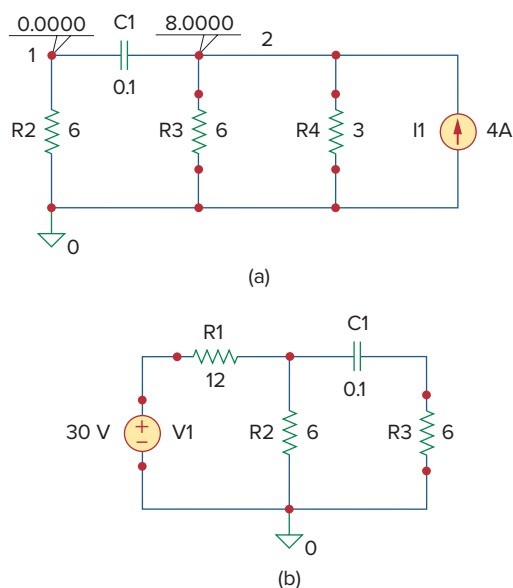 0.0000 C1 8.0000
1 2
0.1
R2 6 R3 6 R4 3 I1 4A
0
(a)
C1
R1
12 0.1
30 V + − V1 R2 6 R3 6
0
(b)